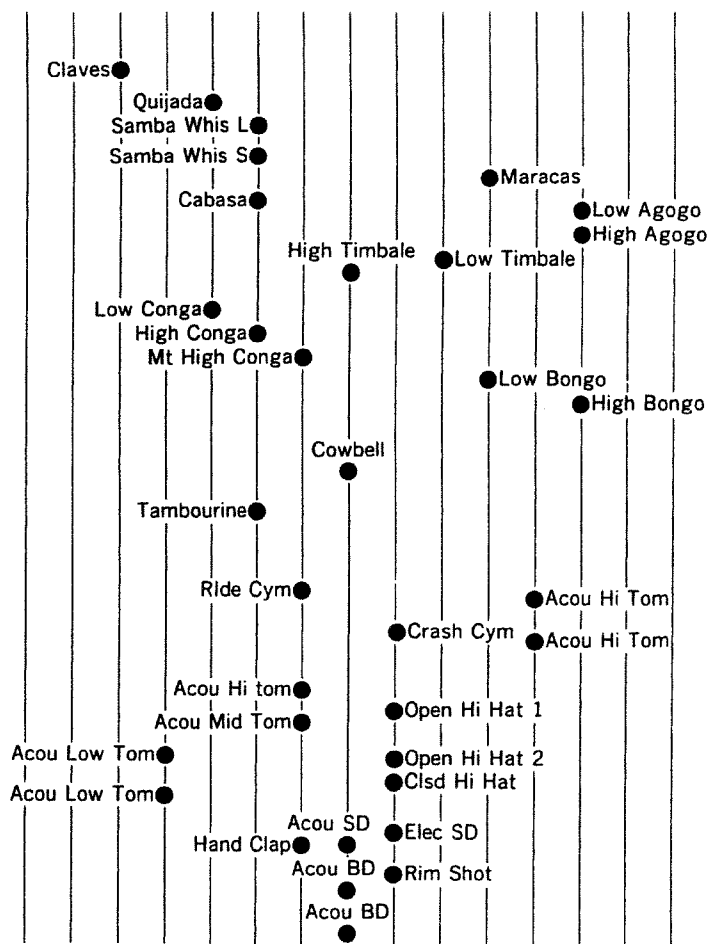 Claves
Quijada
Samba Whis L
Samba Whis S
Maracas
Cabasa
Low Agogo
High Agogo
High Timbale
Low Timbale
Low Conga
High Conga
Mt High Conga
Low Bongo
High Bongo
Cowbell
Tambourine
Ride Cym
Acou Hi Tom
Crash Cym
Acou Hi Tom
Acou Hi tom
Open Hi Hat 1
Acou Mid Tom
Acou Low Tom
Open Hi Hat 2
Clsd Hi Hat
Acou Low Tom
Acou SD
Elec SD
Hand Clap
Acou BD
Rim Shot
Acou BD